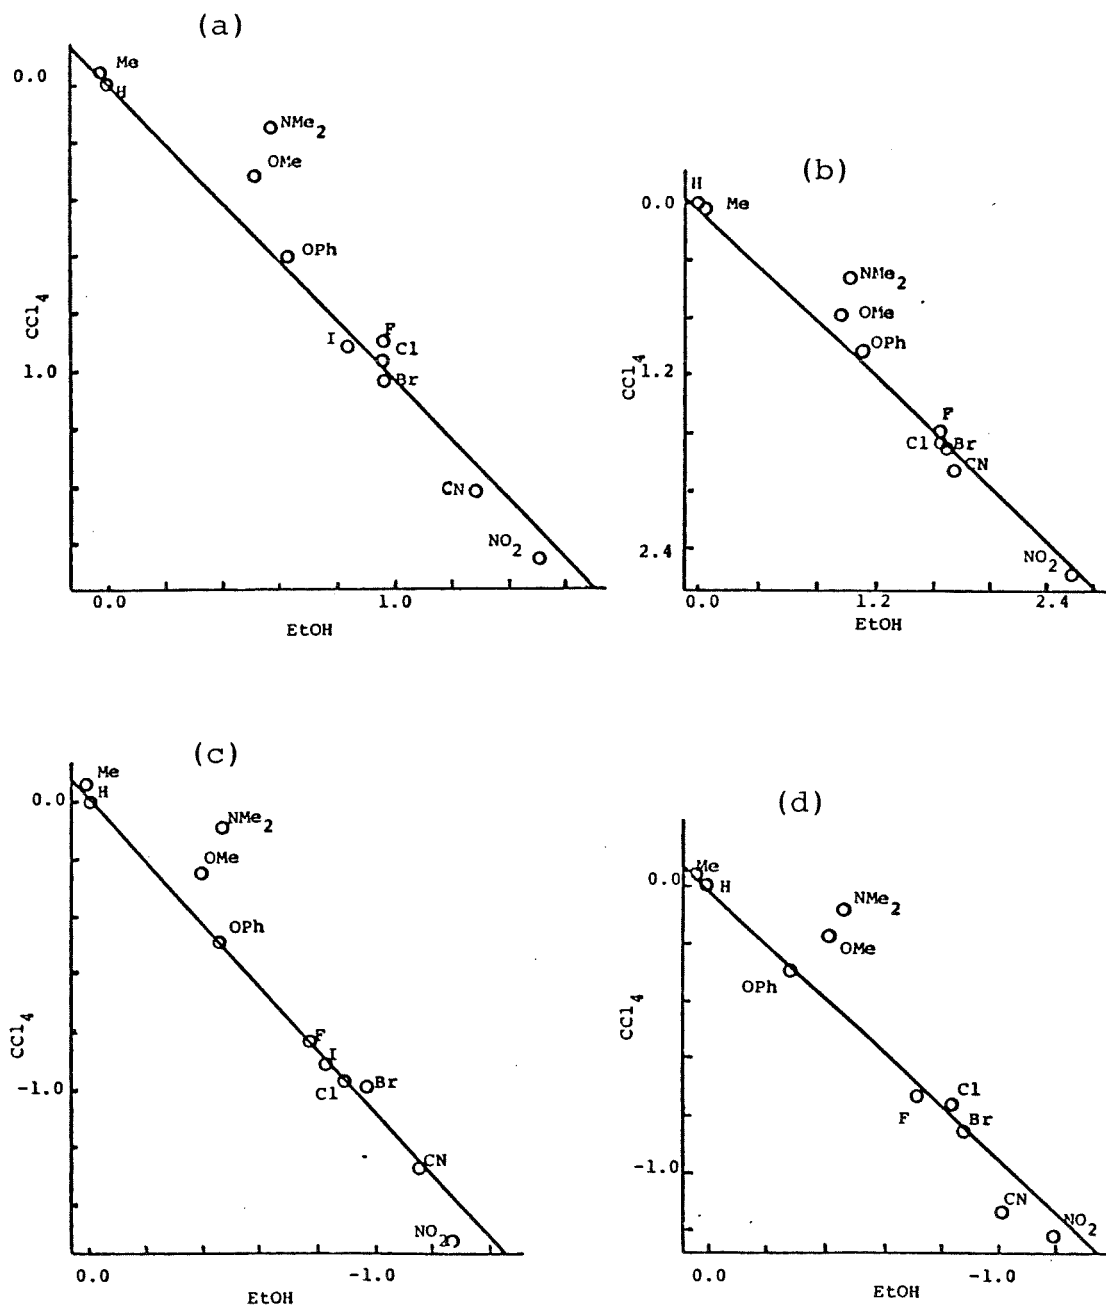 (a)
0.0
Me
H
NMe2
OMe
OPh
I
F
Cl
Br
1.0
CCl4
CN
NO2
0.0
1.0
EtOH
(b)
H
0.0
Me
NMe2
OMe
OPh
CCl4
1.2
F
Cl
Br
CN
2.4
NO2
0.0
1.2
2.4
EtOH
(c)
Me
0.0
H
NMe2
OMe
OPh
F
I
CCl4
Cl
Br
-1.0
CN
NO2
0.0
-1.0
EtOH
(d)
Me
0.0
H
NMe2
OMe
OPh
CCl4
Cl
F
Br
-1.0
CN
NO2
0.0
-1.0
EtOH